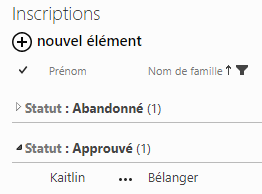 Inscriptions
nouvel élément
Prénom Nom de famille
Statut : Abandonné (1)
Statut : Approuvé (1)
Kaitlin ... Bélanger